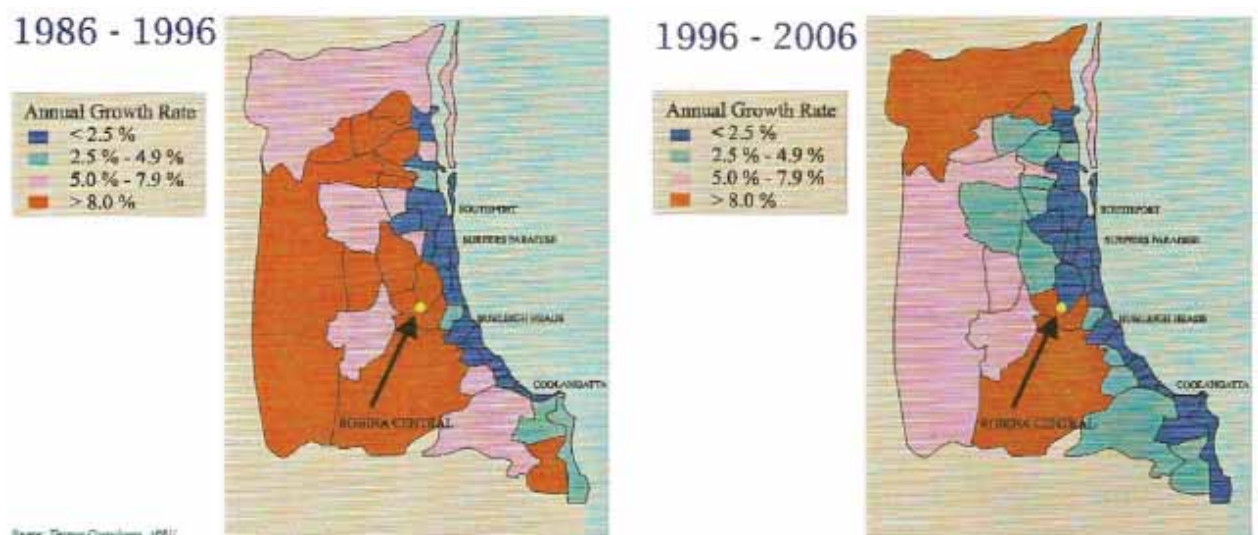 1986 - 1996
Annual Growth Rate
< 2.5 %
2.5 % - 4.9 %
5.0 % - 7.9 %
> 8.0 %
SOUTHPORT
SURFERS PARADISE
BURLEIGH HEADS
COOLANGATTA
ROBINA CENTRAL
1996 - 2006
Annual Growth Rate
< 2.5 %
2.5 % - 4.9 %
5.0 % - 7.9 %
> 8.0 %
SOUTHPORT
SURFERS PARADISE
BURLEIGH HEADS
COOLANGATTA
ROBINA CENTRAL